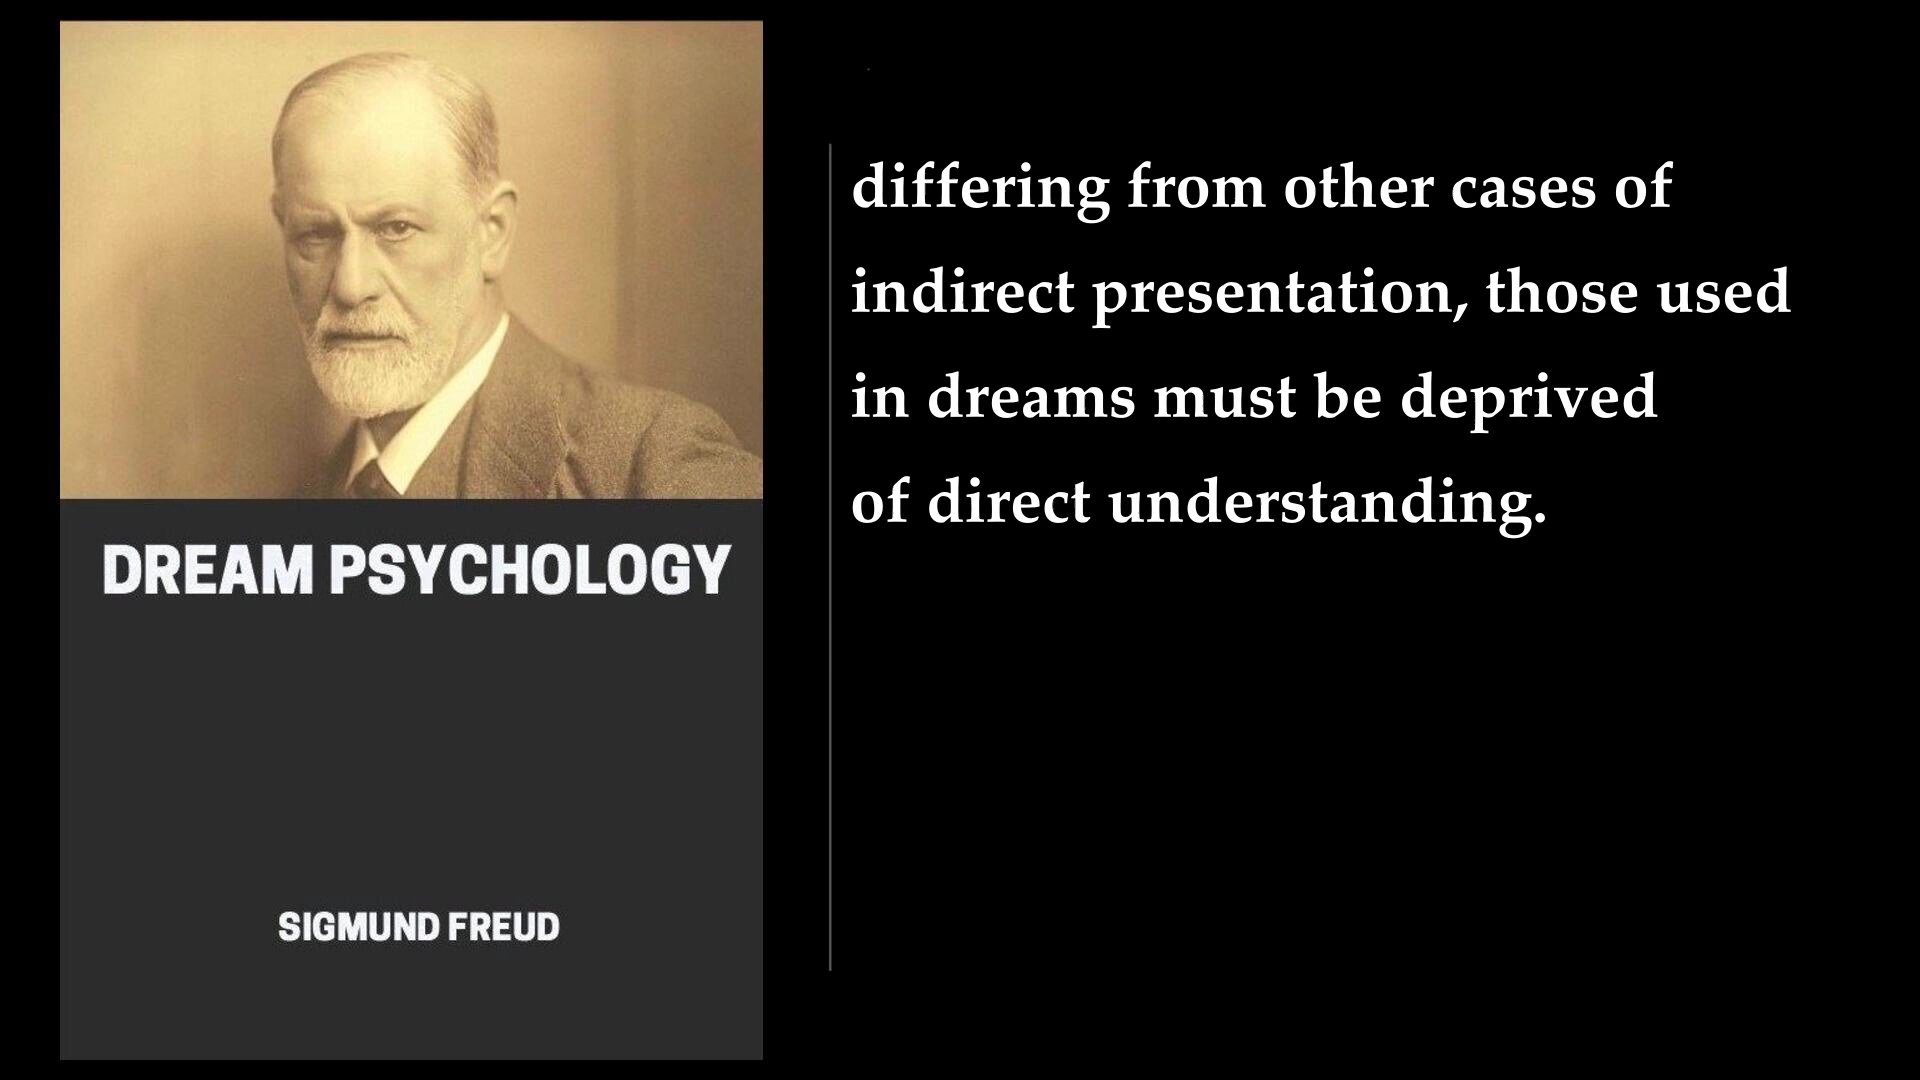 DREAM PSYCHOLOGY
SIGMUND FREUD
differing from other cases of
indirect presentation, those used
in dreams must be deprived
of direct understanding.